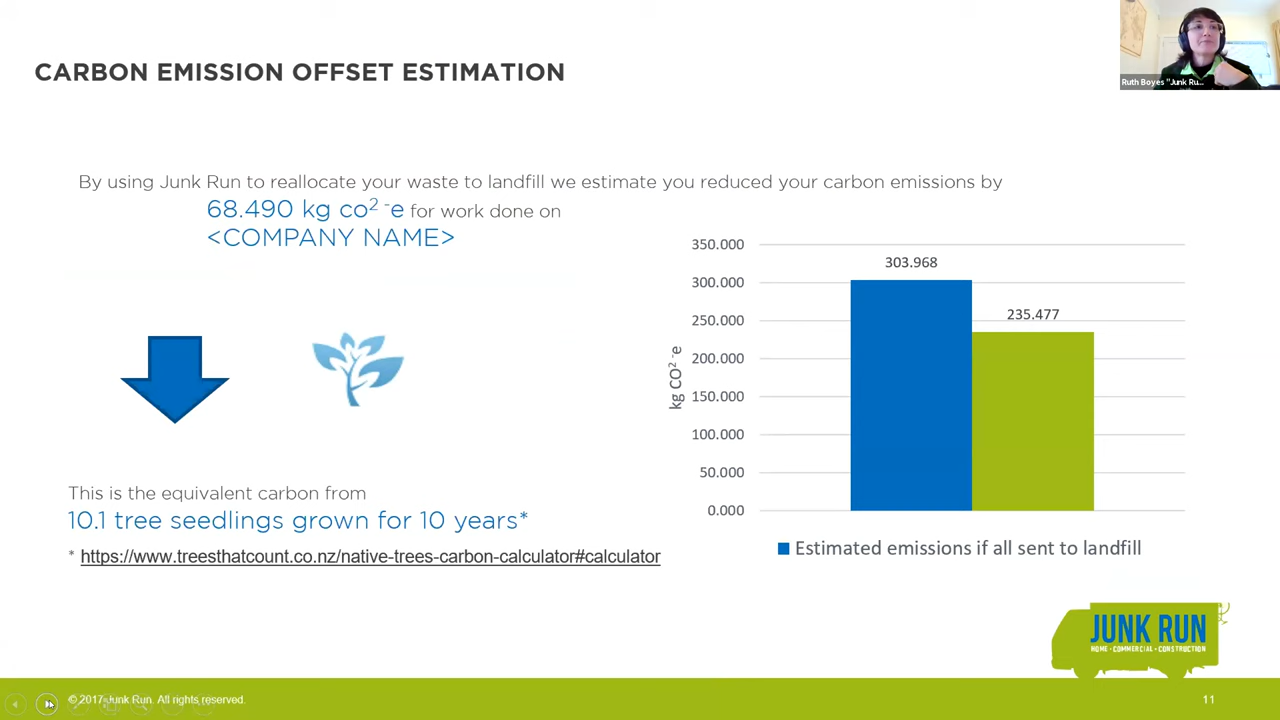 CARBON EMISSION OFFSET ESTIMATION
Ruth Boyes "Junk Ru...
By using Junk Run to reallocate your waste to landfill we estimate you reduced your carbon emissions by
68.490 kg co² ⁻e for work done on
<COMPANY NAME>
350.000
303.968
300.000
235.477
250.000
200.000
150.000
100.000
50.000
0.000
kg CO² ⁻e
Estimated emissions if all sent to landfill
This is the equivalent carbon from
10.1 tree seedlings grown for 10 years*
* https://www.treesthatcount.co.nz/native-trees-carbon-calculator#calculator
JUNK RUN
HOME · COMMERCIAL · CONSTRUCTION
© 2017 Junk Run. All rights reserved.
11